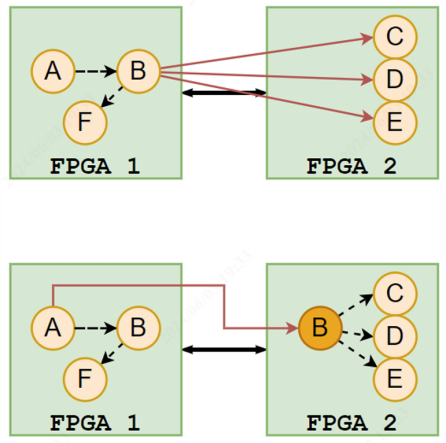 A B C
D
F E
FPGA 1 FPGA 2
A B B C
D
F E
FPGA 1 FPGA 2